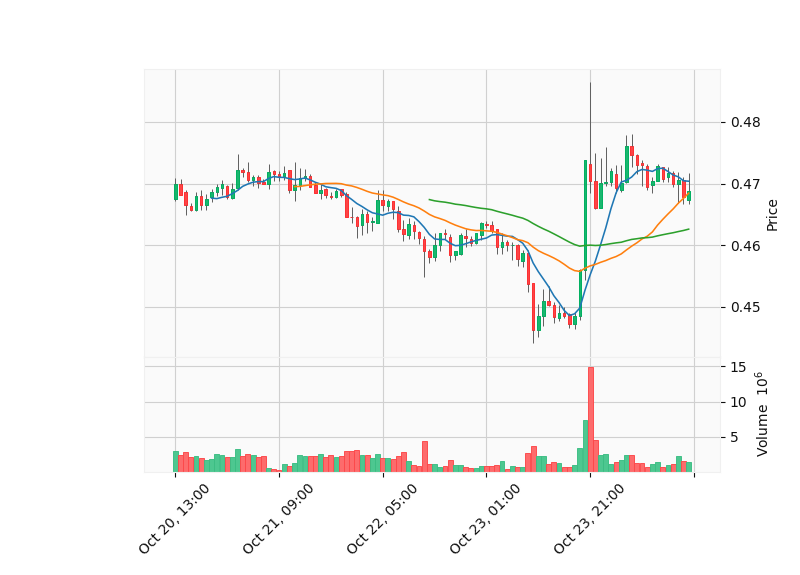 0.48
0.47
0.46
0.45
Price
15
10
5
Volume 10^6
Oct 20, 13:00
Oct 21, 09:00
Oct 22, 05:00
Oct 23, 01:00
Oct 23, 21:00